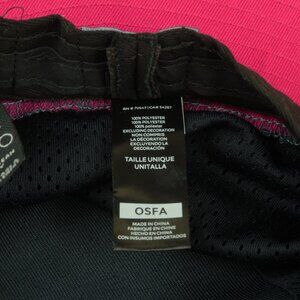 100% POLYESTER
100% POLYESTER
100% poliester
EXCLUDING DECORATION
NON COMPRIS
LA DÉCORATION
EXCLUYENDO LA
DECORACIÓN
TAILLE UNIQUE
UNITALLA
OSFA
MADE IN CHINA
FABRIQUÉ EN CHINE
HECHO EN CHINA
CON INSUMOS IMPORTADOS